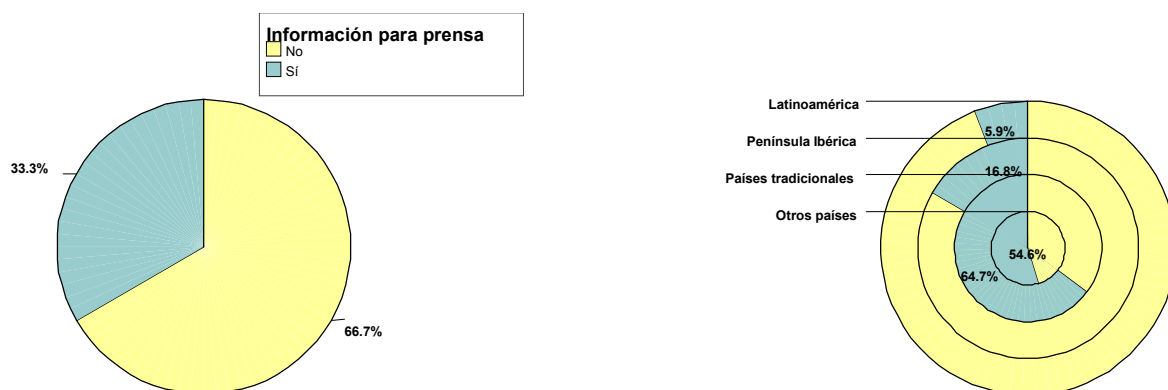 Información para prensa
No
Sí
33.3%
66.7%
Latinoamérica
5.9%
Península Ibérica
16.8%
Países tradicionales
Otros países
54.6%
64.7%